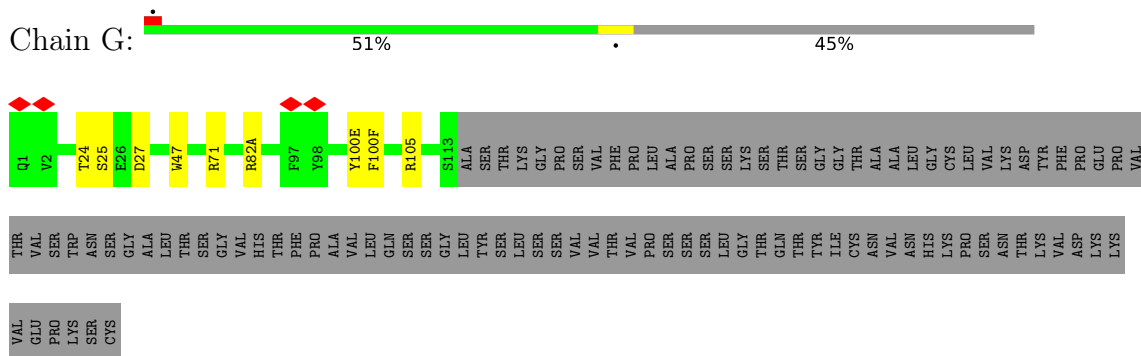 Chain G:
•
51%
•
45%
Q1 V2 T24 S25 E26 D27 W47 R71 R82A F97 Y98 Y100E F100F R105 S113 ALA SER THR LYS GLY PRO SER VAL PHE PRO LEU ALA PRO SER SER LYS SER THR SER GLY GLY THR ALA ALA LEU GLY CYS LEU VAL LYS ASP TYR PHE PRO GLU PRO VAL
THR VAL SER TRP ASN SER GLY ALA LEU THR SER GLY VAL HIS THR PHE PRO ALA VAL LEU GLN SER SER GLY LEU TYR SER LEU SER SER VAL VAL THR VAL PRO SER SER SER LEU GLY THR GLN THR TYR ILE CYS ASN VAL ASN HIS LYS PRO SER ASN THR LYS VAL ASP LYS LYS
VAL GLU PRO LYS SER CYS